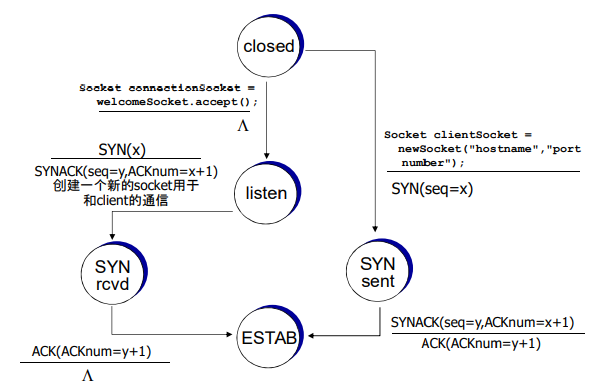 closed
Socket connectionSocket =
welcomeSocket.accept();
Λ
Socket clientSocket =
newSocket("hostname","port
number");
SYN(seq=x)
SYN(x)
SYNACK(seq=y,ACKnum=x+1)
创建一个新的socket用于
和client的通信
listen
SYN
rcvd
SYN
sent
ESTAB
SYNACK(seq=y,ACKnum=x+1)
ACK(ACKnum=y+1)
ACK(ACKnum=y+1)
Λ